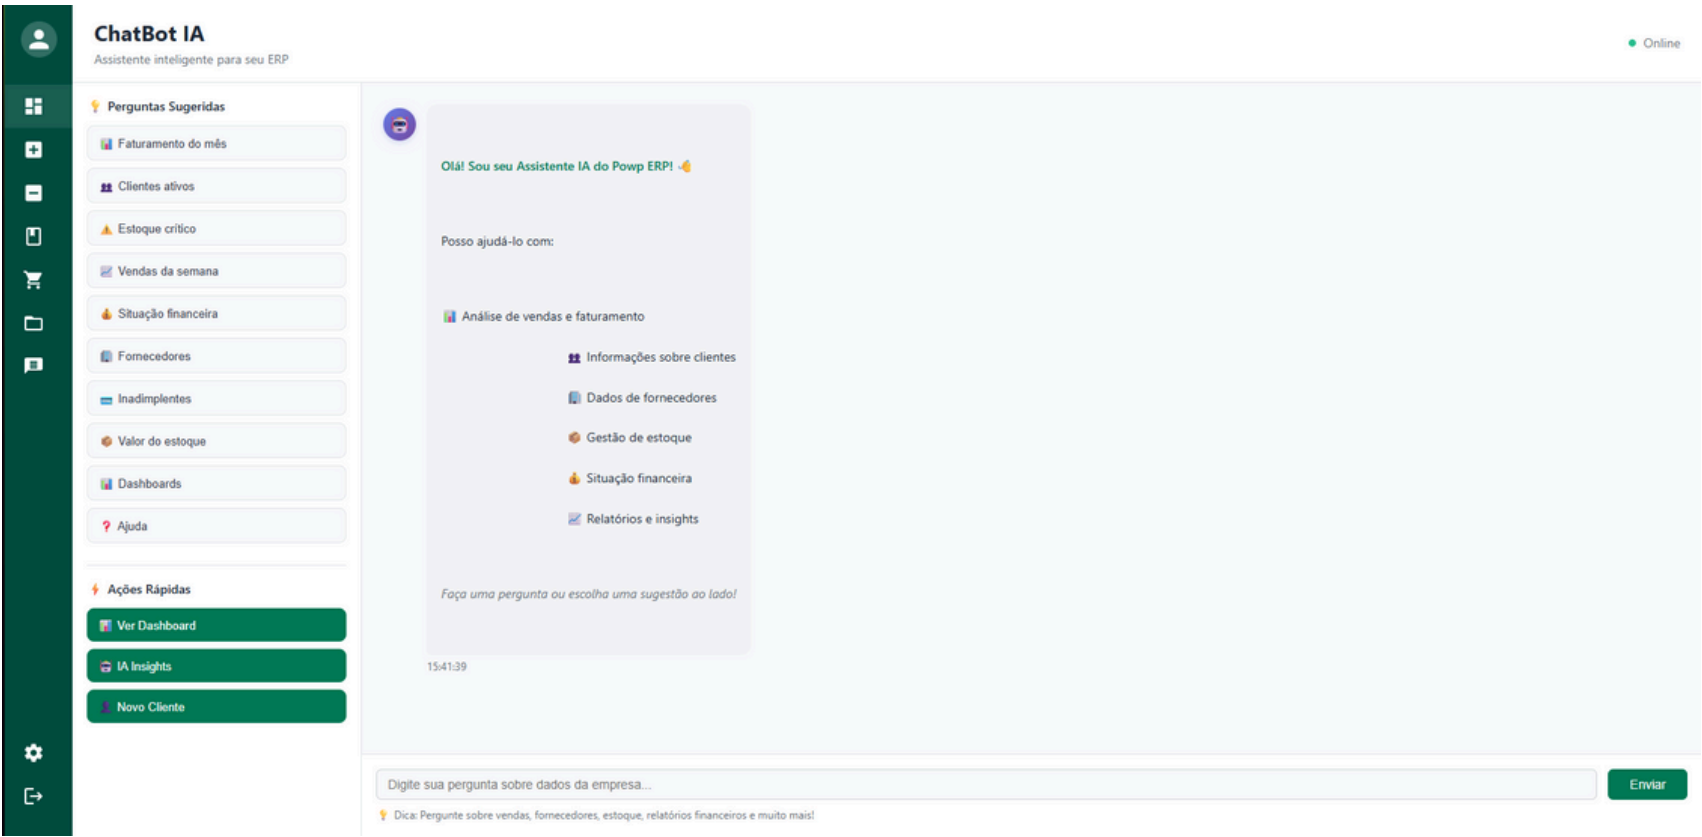 ChatBot IA
Assistente inteligente para seu ERP
Online
Perguntas Sugeridas
Faturamento do mês
Clientes ativos
Estoque crítico
Vendas da semana
Situação financeira
Fornecedores
Inadimplentes
Valor do estoque
Dashboards
Ajuda
Ações Rápidas
Ver Dashboard
IA Insights
Novo Cliente
Olá! Sou seu Assistente IA do Powp ERP!
Posso ajudá-lo com:
Análise de vendas e faturamento
Informações sobre clientes
Dados de fornecedores
Gestão de estoque
Situação financeira
Relatórios e insights
Faça uma pergunta ou escolha uma sugestão ao lado!
15:41:39
Digite sua pergunta sobre dados da empresa...
Enviar
Dica: Pergunte sobre vendas, fornecedores, estoque, relatórios financeiros e muito mais!